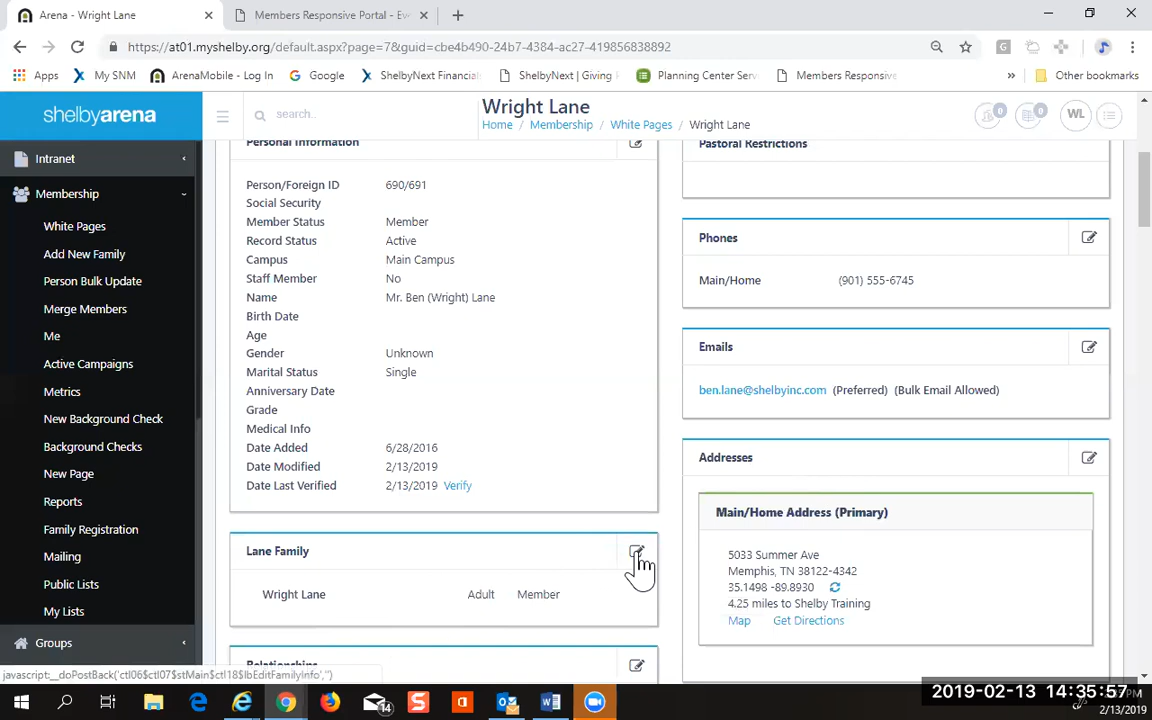 Arena - Wright Lane
Members Responsive Portal - Eve
https://at01.myshelby.org/default.aspx?page=7&guid=cbe4b490-24b7-4384-ac27-419856838892
Apps
My SNM
ArenaMobile - Log In
Google
ShelbyNext Financial
ShelbyNext | Giving
Planning Center Serv
Members Responsive
Other bookmarks
shelbyarena
search...
Wright Lane
Home / Membership / White Pages / Wright Lane
0
0
WL
Intranet
Membership
White Pages
Add New Family
Person Bulk Update
Merge Members
Me
Active Campaigns
Metrics
New Background Check
Background Checks
New Page
Reports
Family Registration
Mailing
Public Lists
My Lists
Groups
Personal Information
Person/Foreign ID 690/691
Social Security
Member Status Member
Record Status Active
Campus Main Campus
Staff Member No
Name Mr. Ben (Wright) Lane
Birth Date
Age
Gender Unknown
Marital Status Single
Anniversary Date
Grade
Medical Info
Date Added 6/28/2016
Date Modified 2/13/2019
Date Last Verified 2/13/2019 Verify
Lane Family
Wright Lane Adult Member
Relationships
Pastoral Restrictions
Phones
Main/Home (901) 555-6745
Emails
ben.lane@shelbyinc.com (Preferred) (Bulk Email Allowed)
Addresses
Main/Home Address (Primary)
5033 Summer Ave
Memphis, TN 38122-4342
35.1498 -89.8930
4.25 miles to Shelby Training
Map Get Directions
javascript:__doPostBack('ctl06$ctl07$stMain$ctl18$lbEditFamilyInfo','')
14
2019-02-13 14:35:57
PM
2/13/2019